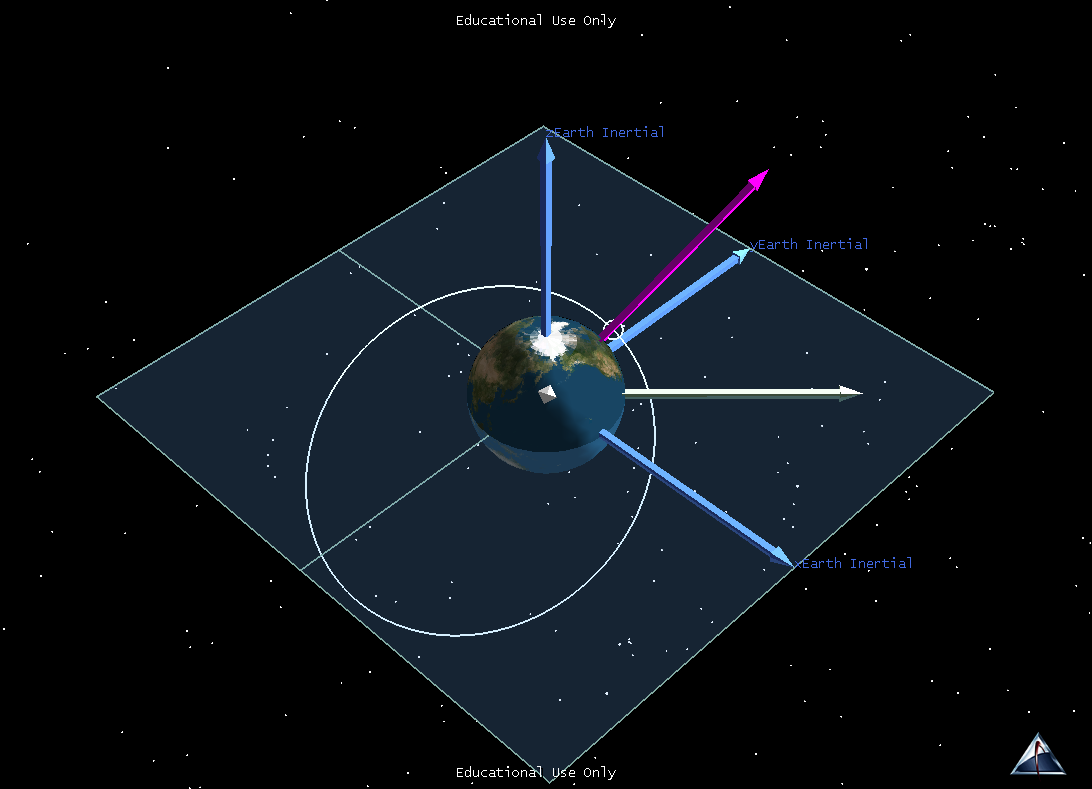 Educational Use Only
zEarth Inertial
yEarth Inertial
xEarth Inertial
Educational Use Only